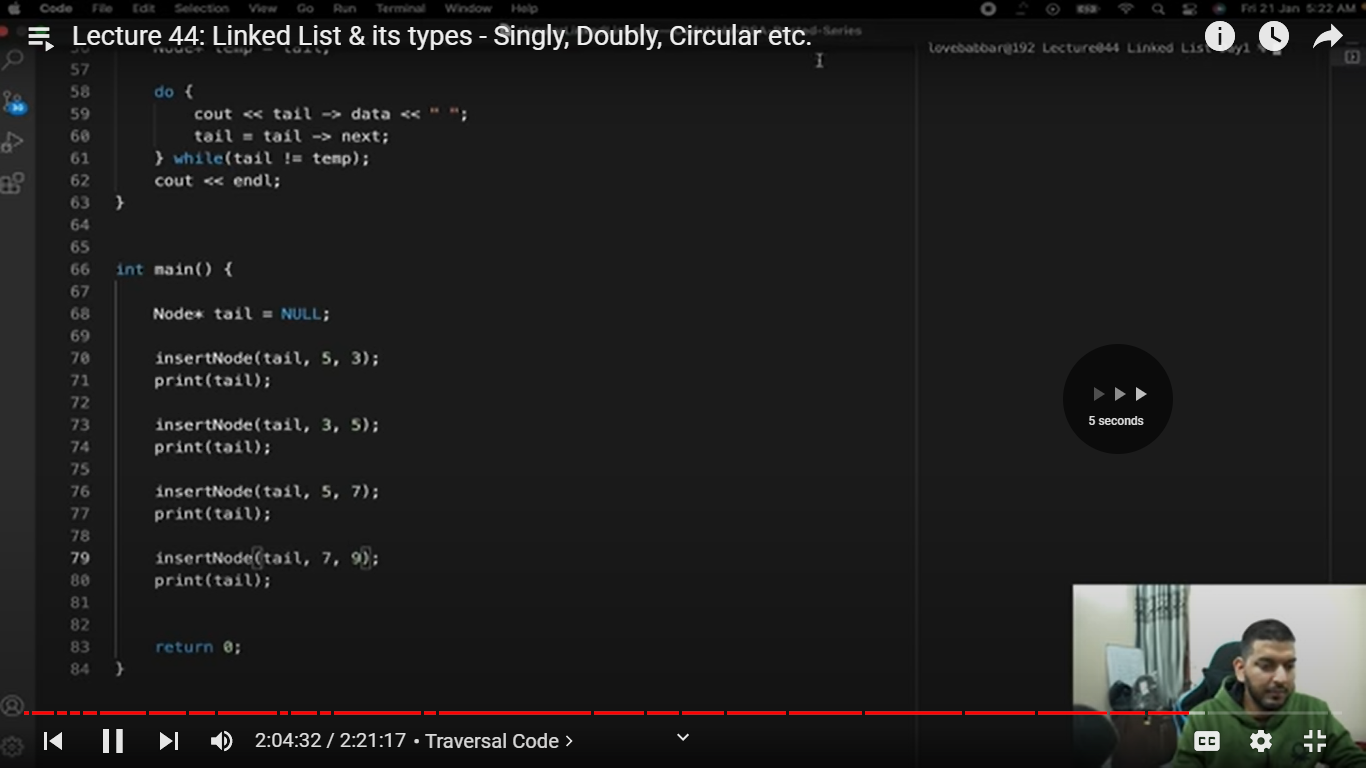 Code File Edit Selection View Go Run Terminal Window Help Fri 21 Jan 5:22 AM
Lecture 44: Linked List & its types - Singly, Doubly, Circular etc.
lovebabbar@192 Lecture044 Linked List Day1 %
56 Node* temp = tail;
57
58 do {
59 cout << tail -> data << " ";
60 tail = tail -> next;
61 } while(tail != temp);
62 cout << endl;
63 }
64
65
66 int main() {
67
68 Node* tail = NULL;
69
70 insertNode(tail, 5, 3);
71 print(tail);
72
73 insertNode(tail, 3, 5);
74 print(tail);
75
76 insertNode(tail, 5, 7);
77 print(tail);
78
79 insertNode(tail, 7, 9);
80 print(tail);
81
82
83 return 0;
84 }
5 seconds
2:04:32 / 2:21:17 • Traversal Code >
CC